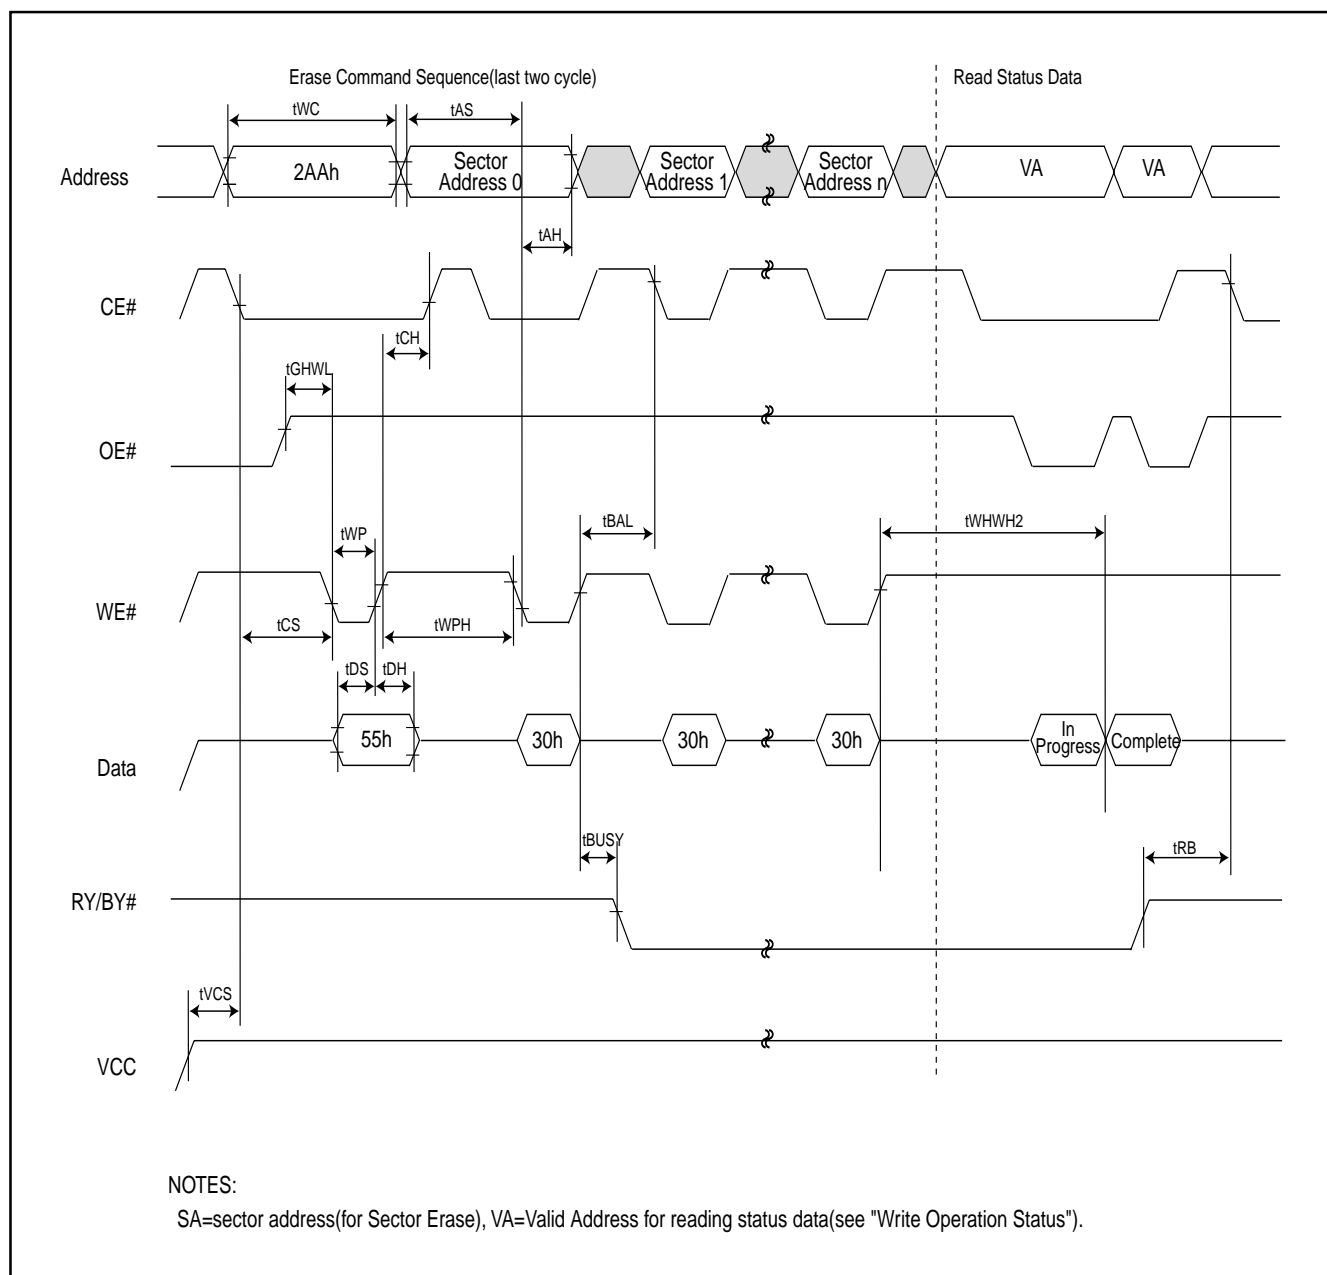 Erase Command Sequence(last two cycle)
Read Status Data
tWC
tAS
Address
2AAh
Sector
Address 0
Sector
Address 1
Sector
Address n
VA
VA
tAH
CE#
tCH
tGHWL
OE#
tBAL
tWHWH2
tWP
WE#
tCS
tWPH
tDS
tDH
Data
55h
30h
30h
30h
In
Progress
Complete
tBUSY
tRB
RY/BY#
tVCS
VCC
NOTES:
SA=sector address(for Sector Erase), VA=Valid Address for reading status data(see "Write Operation Status").